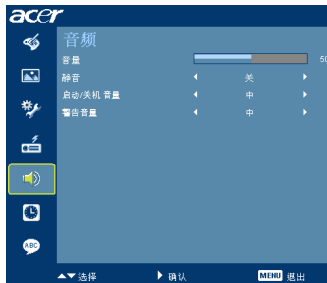 acer
音频
音量 50
静音 关
启动/关机 音量 中
警告音量 中
ABC
选择 确认 MENU 退出